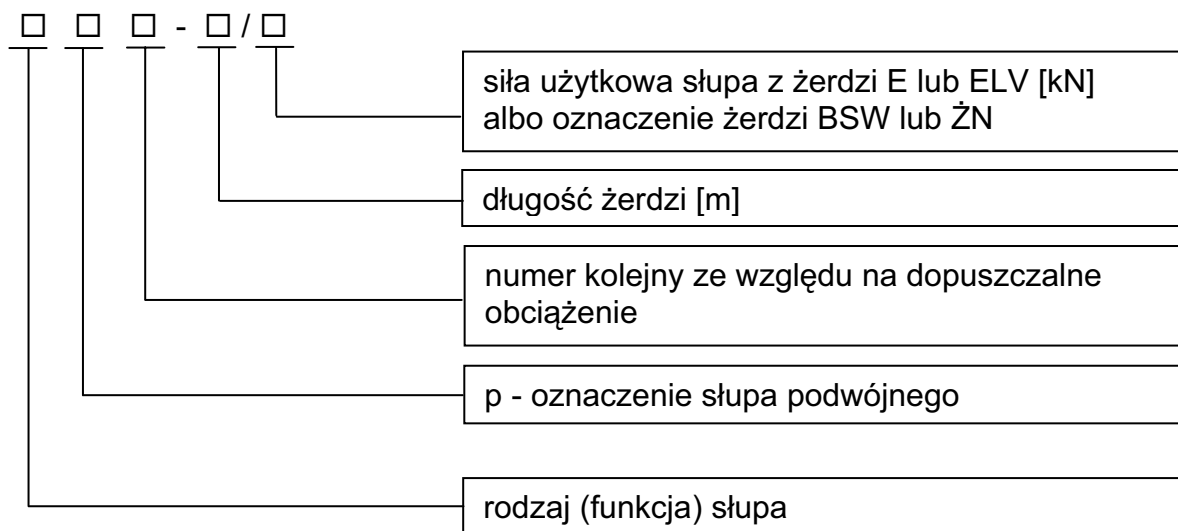 □ □ □ - □ / □
siła użytkowa słupa z żerdzi E lub ELV [kN]
albo oznaczenie żerdzi BSW lub ŻN
długość żerdzi [m]
numer kolejny ze względu na dopuszczalne
obciążenie
p - oznaczenie słupa podwójnego
rodzaj (funkcja) słupa